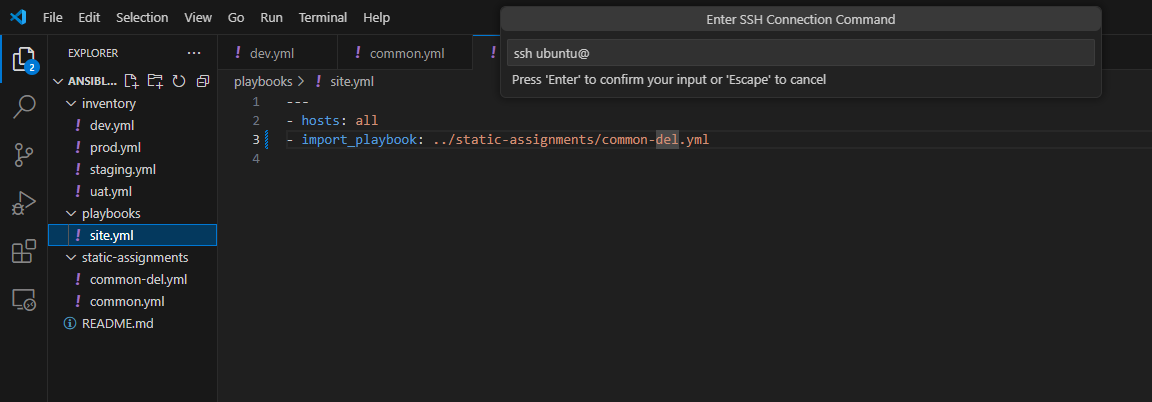 File Edit Selection View Go Run Terminal Help
Enter SSH Connection Command
ssh ubuntu@
Press 'Enter' to confirm your input or 'Escape' to cancel
EXPLORER ...
ANSIBL...
inventory
! dev.yml
! prod.yml
! staging.yml
! uat.yml
playbooks
! site.yml
static-assignments
! common-del.yml
! common.yml
README.md
2
! dev.yml ! common.yml !
playbooks > ! site.yml
1 ---
2 - hosts: all
3 - import_playbook: ../static-assignments/common-del.yml
4